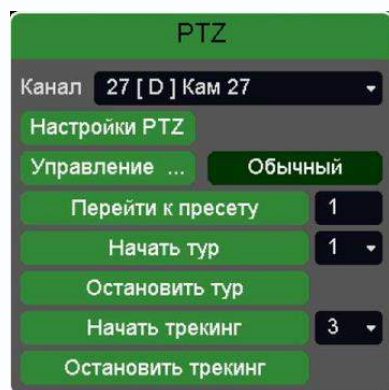 PTZ
Канал 27 [ D ] Кам 27
Настройки PTZ
Управление ... Обычный
Перейти к пресету 1
Начать тур 1
Остановить тур
Начать трекинг 3
Остановить трекинг